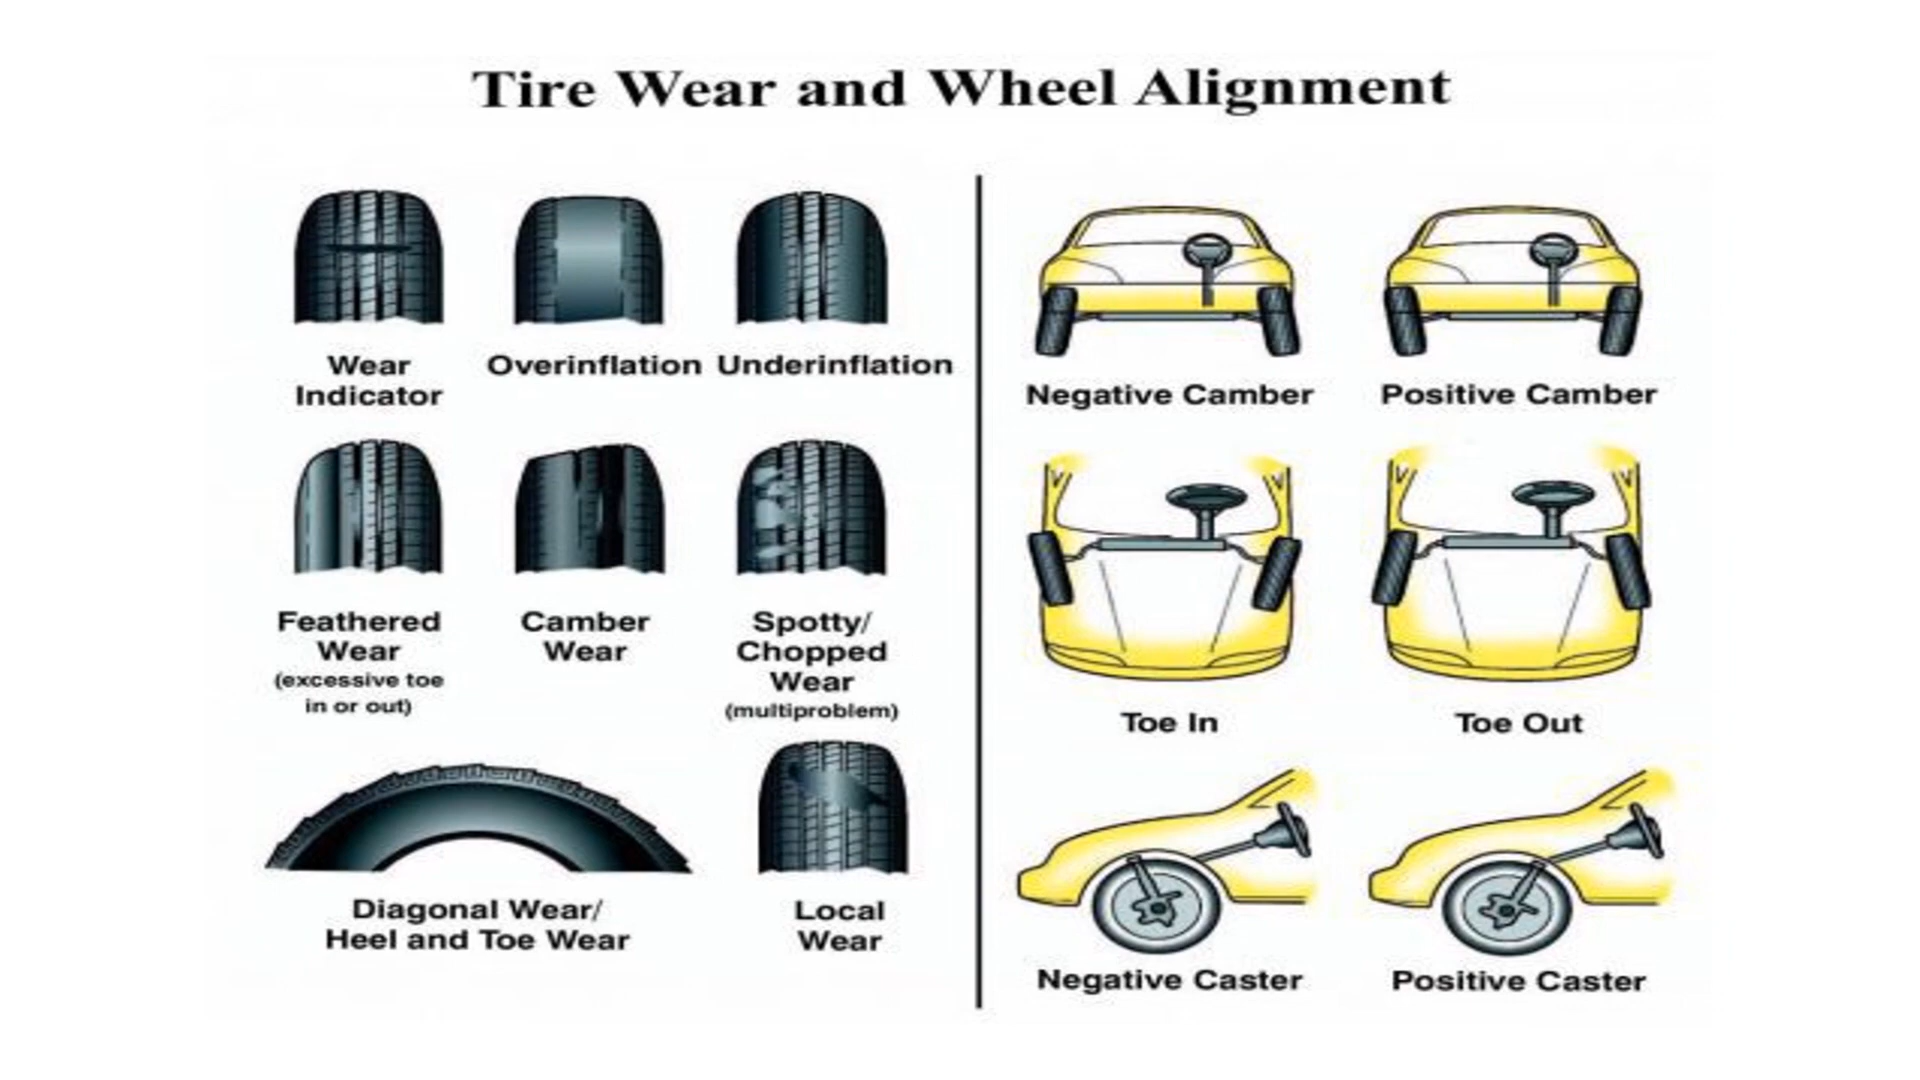 Tire Wear and Wheel Alignment
Wear
Indicator
Overinflation
Underinflation
Feathered
Wear
(excessive toe
in or out)
Camber
Wear
Spotty/
Chopped
Wear
(multiproblem)
Diagonal Wear/
Heel and Toe Wear
Local
Wear
Negative Camber
Positive Camber
Toe In
Toe Out
Negative Caster
Positive Caster